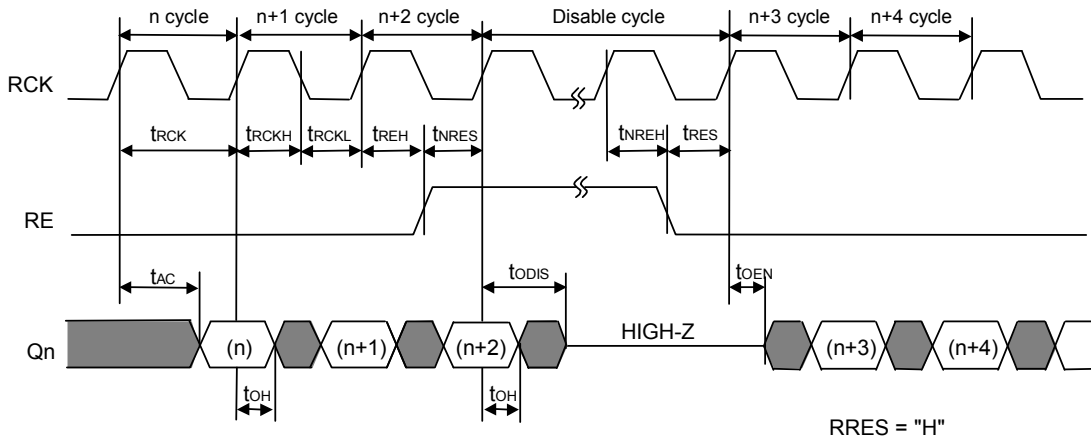 n cycle n+1 cycle n+2 cycle Disable cycle n+3 cycle n+4 cycle
RCK
tRCK tRCKH tRCKL tREH tNRES tNREH tRES
RE
tAC tODIS tOEN
Qn (n) (n+1) (n+2) HIGH-Z (n+3) (n+4)
tOH tOH
RRES = "H"